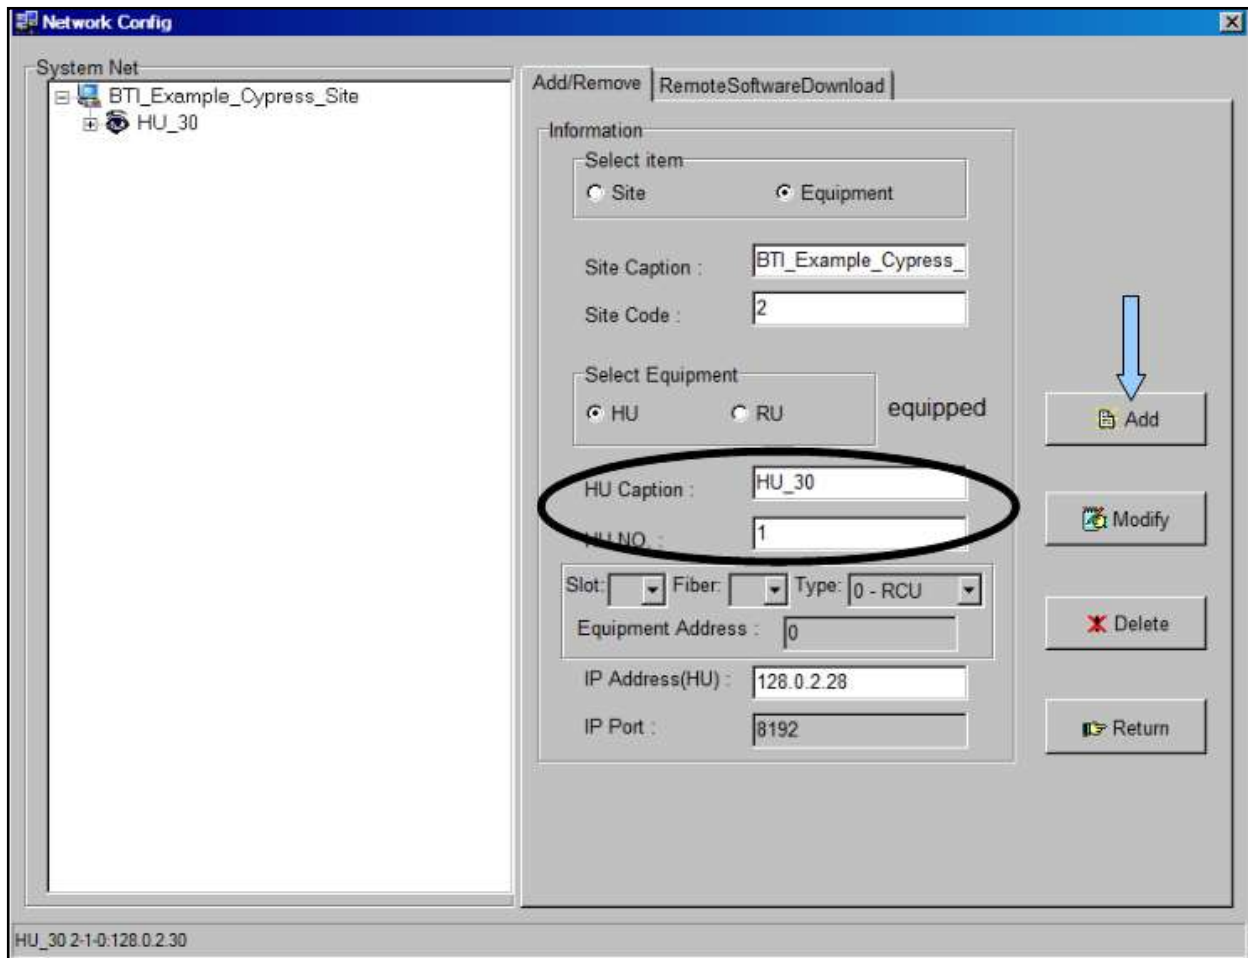 Network Config
System Net
BTI_Example_Cypress_Site
HU_30
Add/Remove
RemoteSoftwareDownload
Information
Select item
Site
Equipment
Site Caption :
BTI_Example_Cypress_
Site Code :
2
Select Equipment
HU
RU
equipped
Add
HU Caption :
HU_30
HU NO. :
1
Modify
Slot:
Fiber:
Type:
0 - RCU
Equipment Address :
0
Delete
IP Address(HU) :
128.0.2.28
IP Port :
8192
Return
HU_30 2-1-0:128.0.2.30